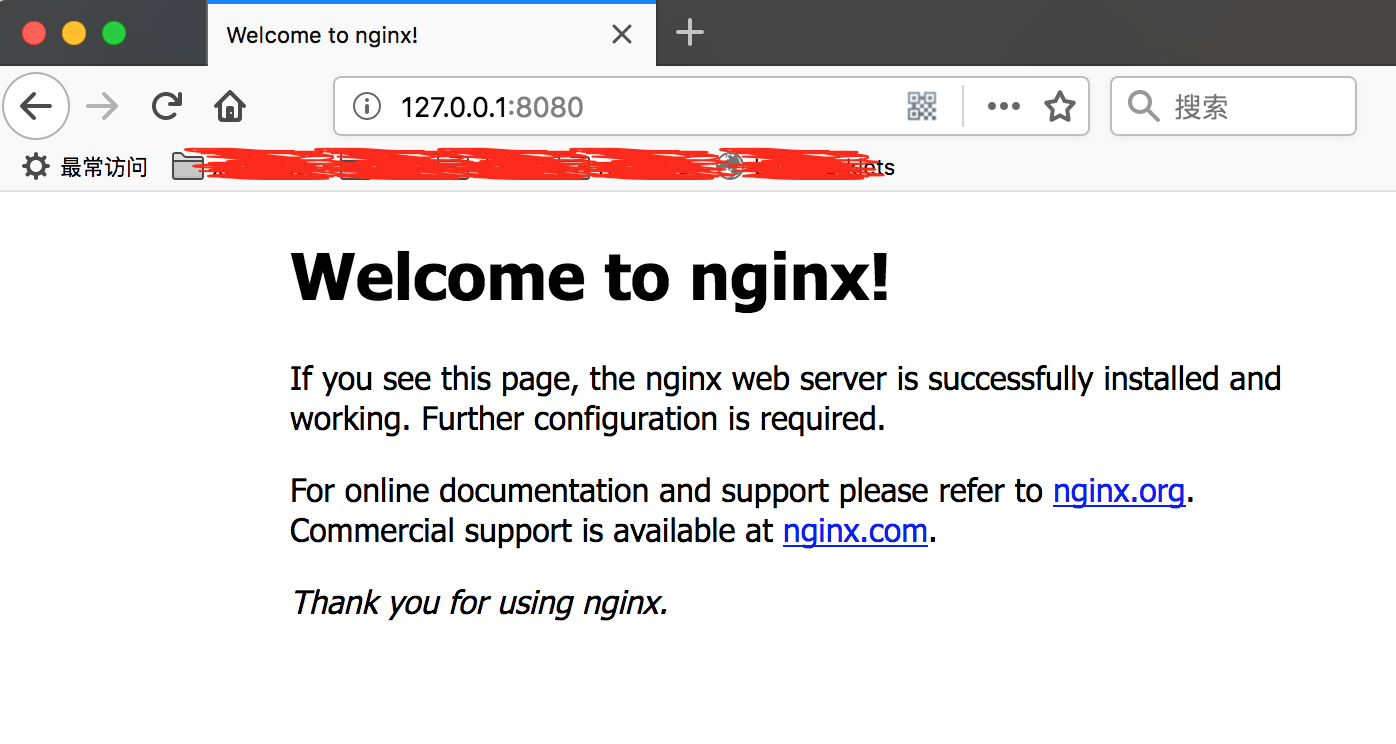 Welcome to nginx!
127.0.0.1:8080
搜索
最常访问
Welcome to nginx!
If you see this page, the nginx web server is successfully installed and
working. Further configuration is required.
For online documentation and support please refer to nginx.org.
Commercial support is available at nginx.com.
Thank you for using nginx.